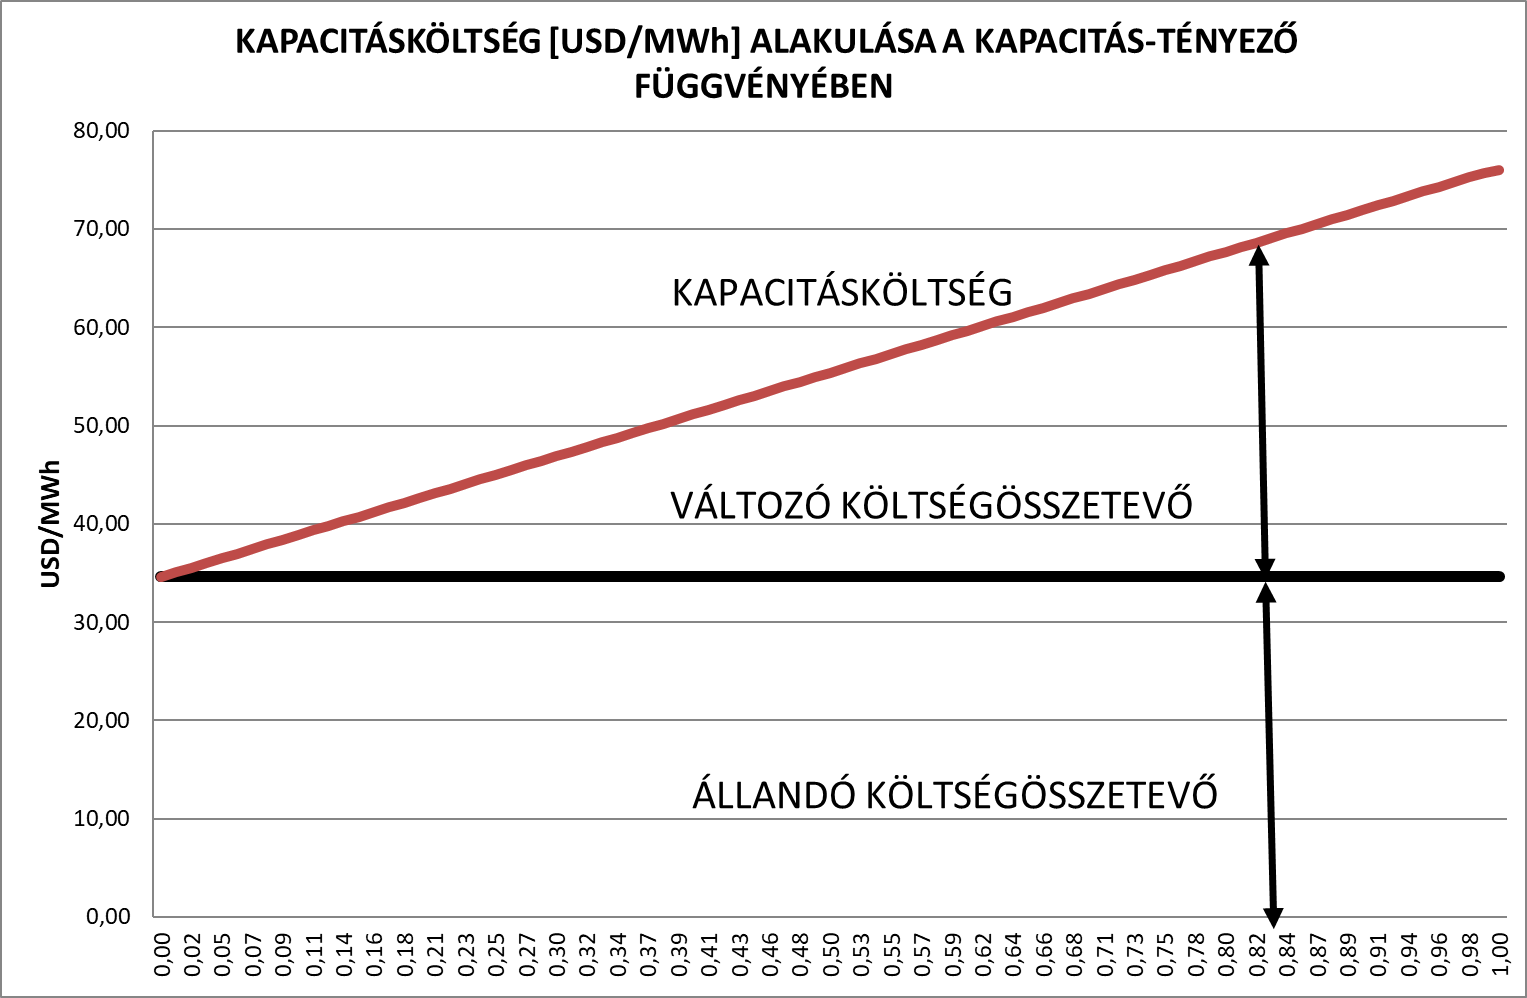 KAPACITÁSKÖLTSÉG [USD/MWh] ALAKULÁSA A KAPACITÁS-TÉNYEZŐ
FÜGGVÉNYÉBEN
80,00
70,00
60,00
50,00
40,00
30,00
20,00
10,00
0,00
USD/MWh
KAPACITÁSKÖLTSÉG
VÁLTOZÓ KÖLTSÉGÖSSZETEVŐ
ÁLLANDÓ KÖLTSÉGÖSSZETEVŐ
0,00 0,02 0,05 0,07 0,09 0,11 0,14 0,16 0,18 0,21 0,23 0,25 0,27 0,30 0,32 0,34 0,37 0,39 0,41 0,43 0,46 0,48 0,50 0,53 0,55 0,57 0,59 0,62 0,64 0,66 0,68 0,71 0,73 0,75 0,78 0,80 0,82 0,84 0,87 0,89 0,91 0,94 0,96 0,98 1,00